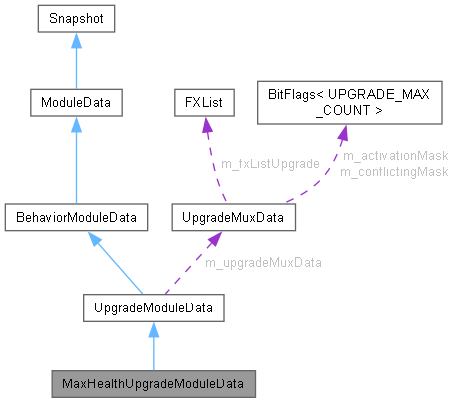 Snapshot
ModuleData
FXList
BitFlags< UPGRADE_MAX
_COUNT >
m_fxListUpgrade
m_activationMask
m_conflictingMask
BehaviorModuleData
UpgradeMuxData
m_upgradeMuxData
UpgradeModuleData
MaxHealthUpgradeModuleData